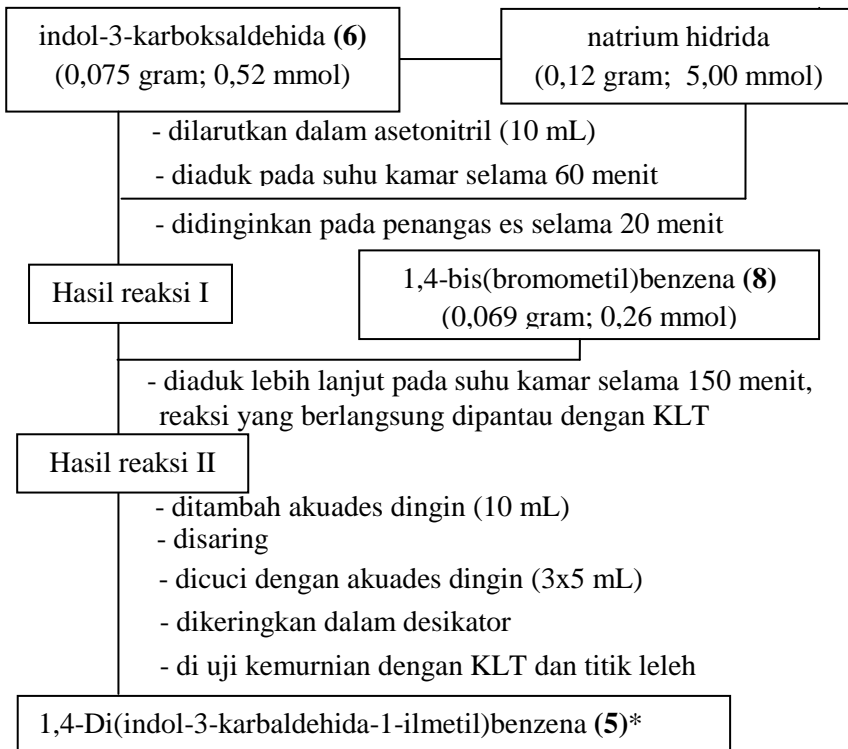 indol-3-karboksaldehida (6)
(0,075 gram; 0,52 mmol)
natrium hidrida
(0,12 gram; 5,00 mmol)
- dilarutkan dalam asetonitril (10 mL)
- diaduk pada suhu kamar selama 60 menit
- didinginkan pada penangas es selama 20 menit
Hasil reaksi I
1,4-bis(bromometil)benzena (8)
(0,069 gram; 0,26 mmol)
- diaduk lebih lanjut pada suhu kamar selama 150 menit,
reaksi yang berlangsung dipantau dengan KLT
Hasil reaksi II
- ditambah akuades dingin (10 mL)
- disaring
- dicuci dengan akuades dingin (3x5 mL)
- dikeringkan dalam desikator
- di uji kemurnian dengan KLT dan titik leleh
1,4-Di(indol-3-karbaldehida-1-ilmetil)benzena (5)*